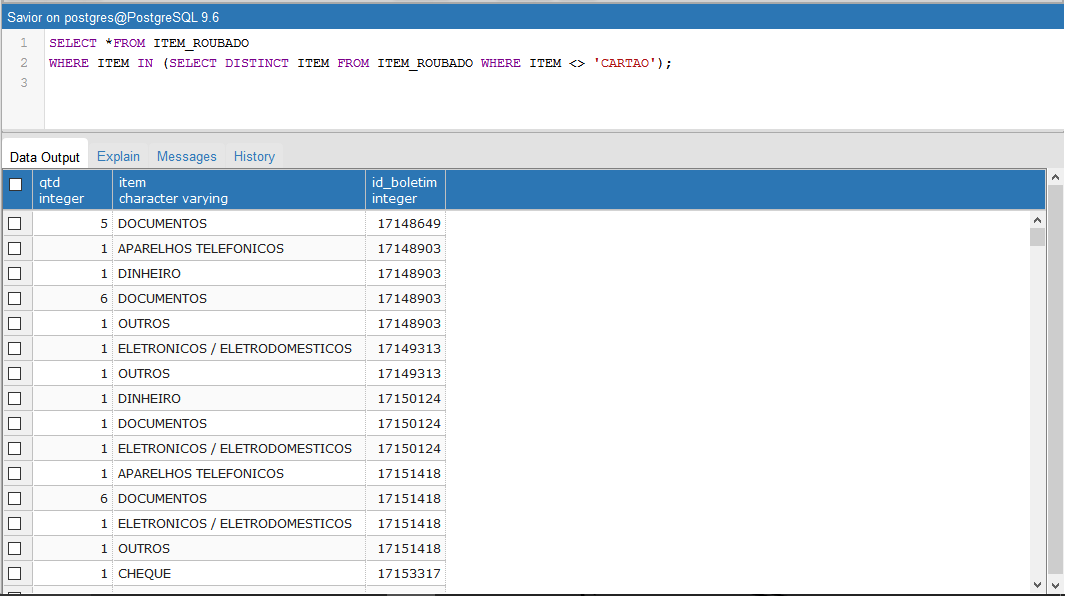 Savior on postgres@PostgreSQL 9.6
1 SELECT *FROM ITEM_ROUBADO
2 WHERE ITEM IN (SELECT DISTINCT ITEM FROM ITEM_ROUBADO WHERE ITEM <> 'CARTAO');
3
Data Output Explain Messages History
qtd item id_boletim
integer character varying integer
5 DOCUMENTOS 17148649
1 APARELHOS TELEFONICOS 17148903
1 DINHEIRO 17148903
6 DOCUMENTOS 17148903
1 OUTROS 17148903
1 ELETRONICOS / ELETRODOMESTICOS 17149313
1 OUTROS 17149313
1 DINHEIRO 17150124
1 DOCUMENTOS 17150124
1 ELETRONICOS / ELETRODOMESTICOS 17150124
1 APARELHOS TELEFONICOS 17151418
6 DOCUMENTOS 17151418
1 ELETRONICOS / ELETRODOMESTICOS 17151418
1 OUTROS 17151418
1 CHEQUE 17153317